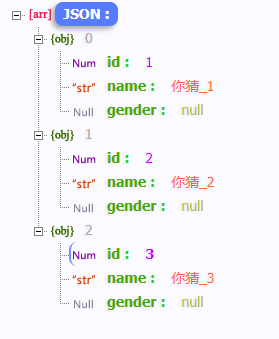 [arr] JSON :
{obj} 0
Num id : 1
"str" name : 你猜_1
Null gender : null
{obj} 1
Num id : 2
"str" name : 你猜_2
Null gender : null
{obj} 2
Num id : 3
"str" name : 你猜_3
Null gender : null